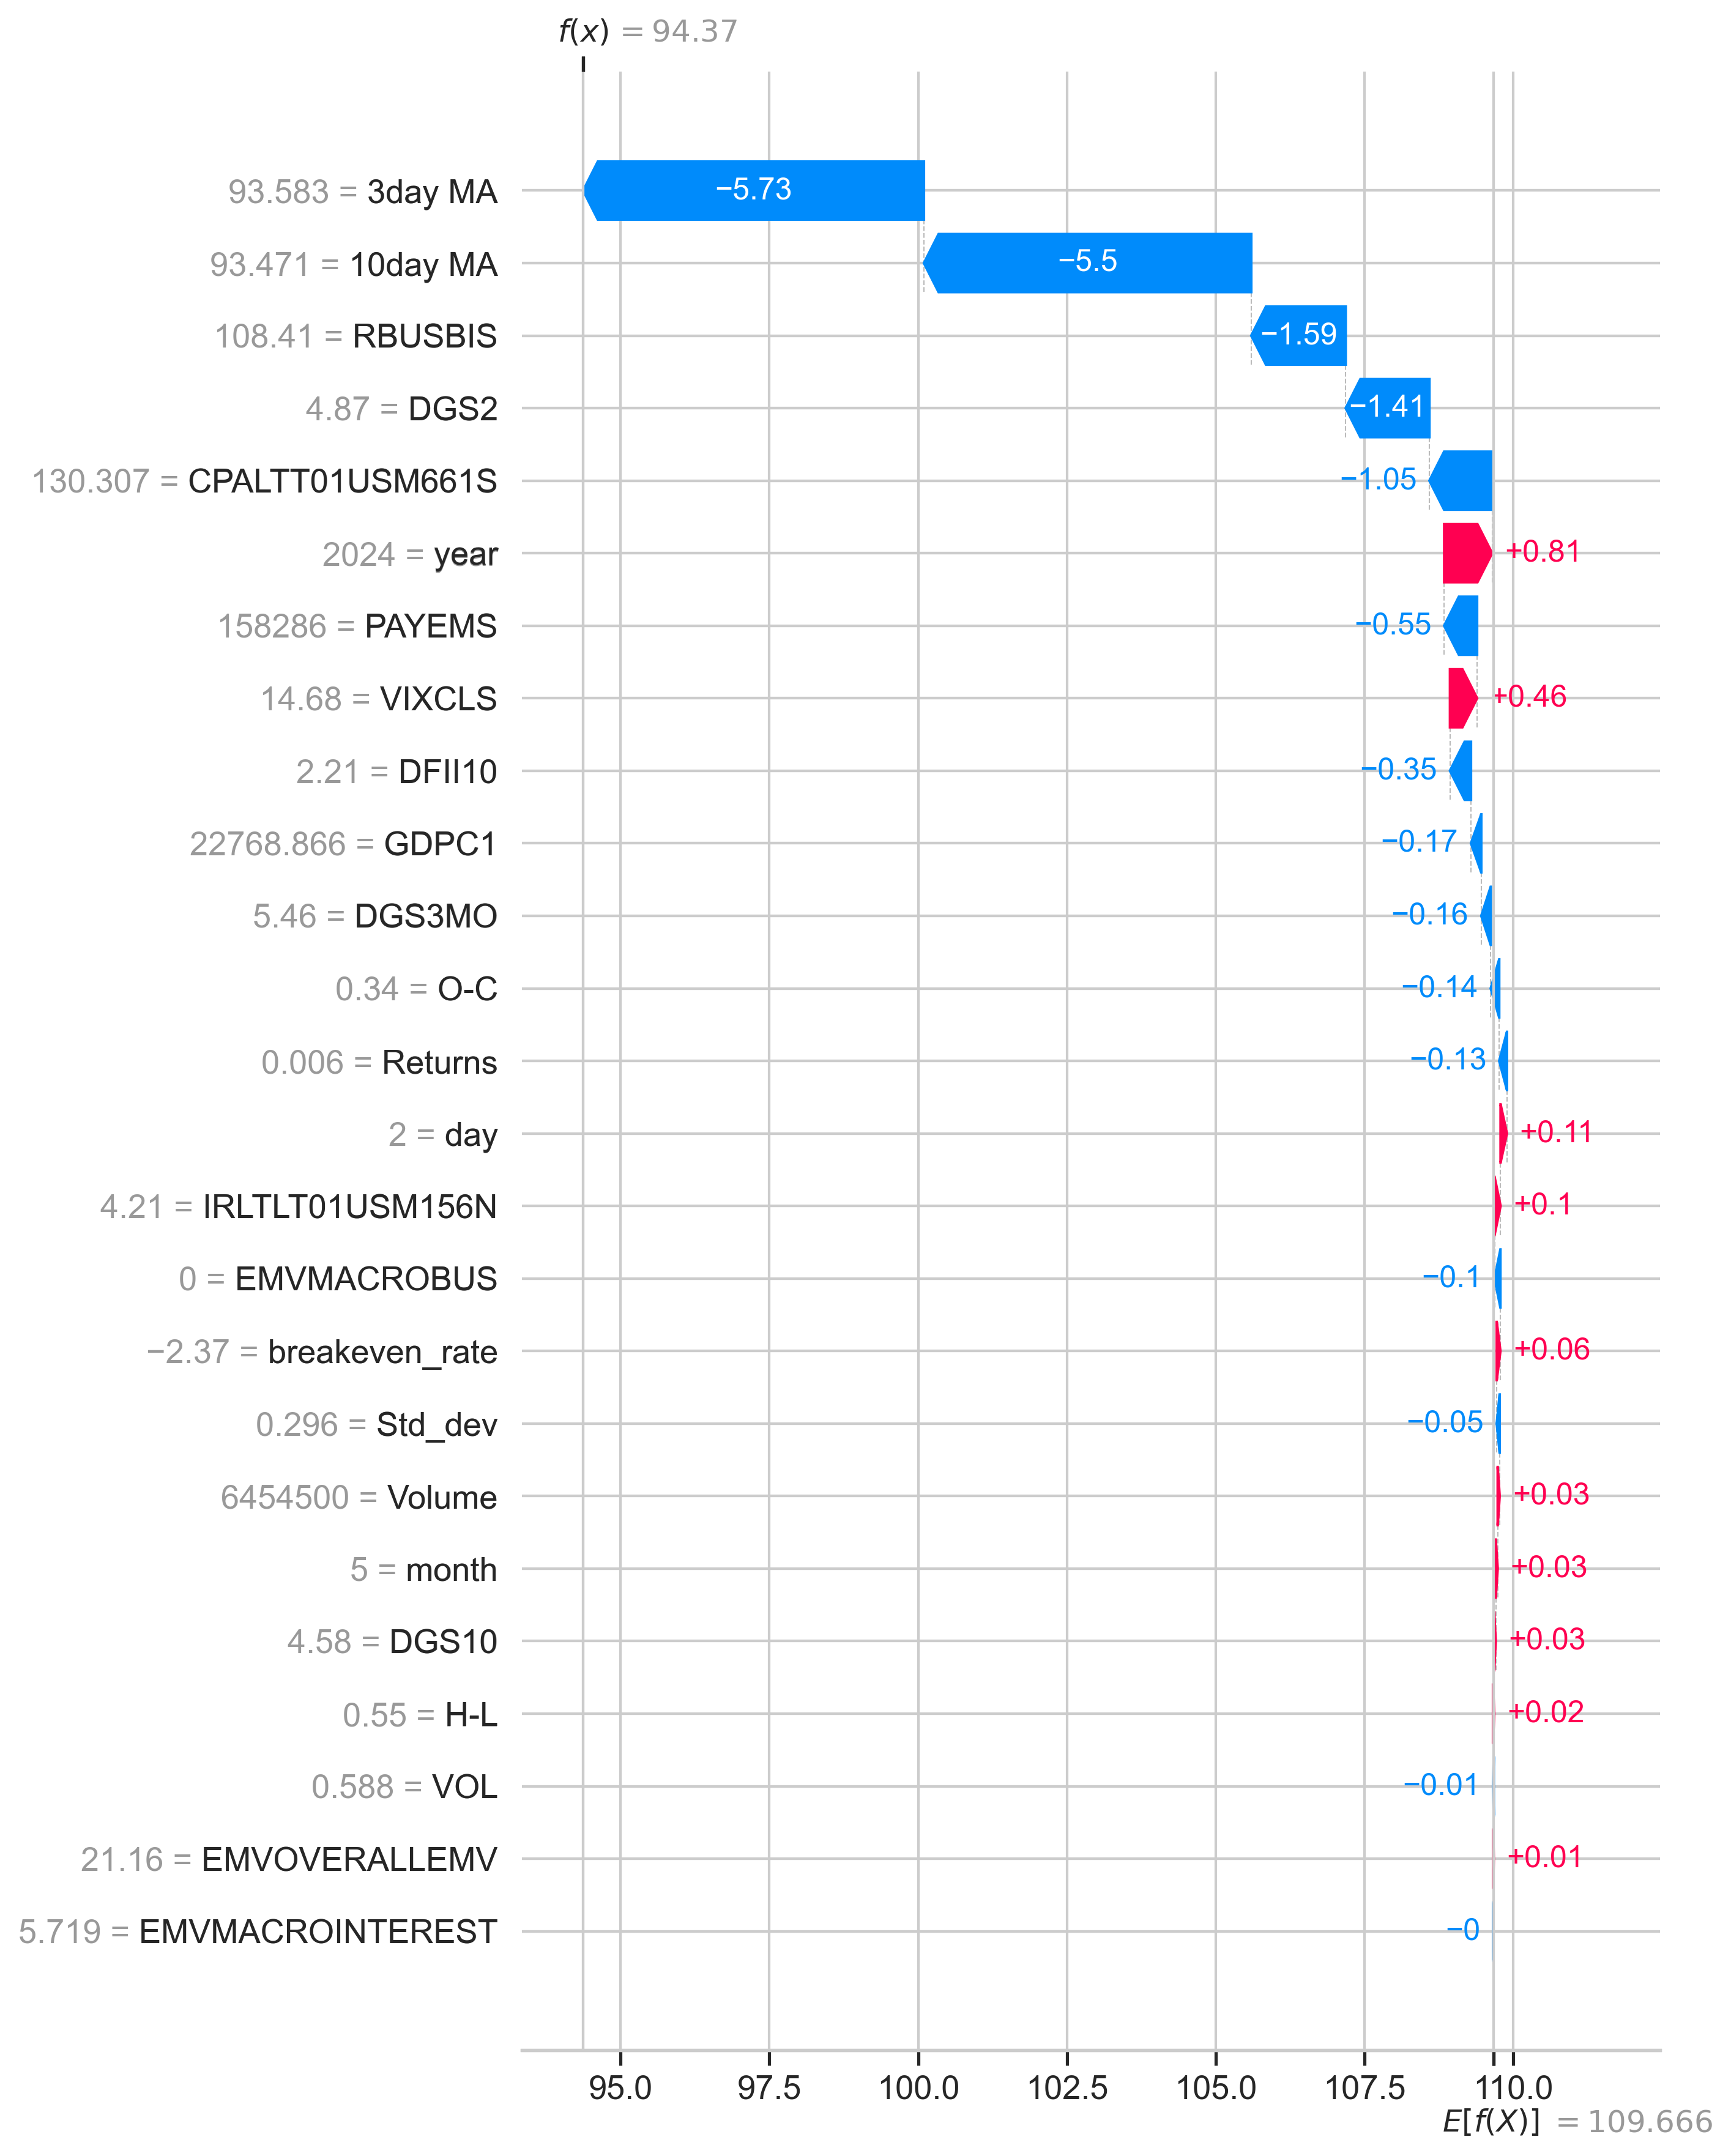 f(x) = 94.37
93.583 = 3day MA −5.73
93.471 = 10day MA −5.5
108.41 = RBUSBIS −1.59
4.87 = DGS2 −1.41
130.307 = CPALTT01USM661S −1.05
2024 = year +0.81
158286 = PAYEMS −0.55
14.68 = VIXCLS +0.46
2.21 = DFII10 −0.35
22768.866 = GDPC1 −0.17
5.46 = DGS3MO −0.16
0.34 = O-C −0.14
0.006 = Returns −0.13
2 = day +0.11
4.21 = IRLTLT01USM156N +0.1
0 = EMVMACROBUS −0.1
−2.37 = breakeven_rate +0.06
0.296 = Std_dev −0.05
6454500 = Volume +0.03
5 = month +0.03
4.58 = DGS10 +0.03
0.55 = H-L +0.02
0.588 = VOL −0.01
21.16 = EMVOVERALLEMV +0.01
5.719 = EMVMACROINTEREST −0
95.0 97.5 100.0 102.5 105.0 107.5 110.0
E[f(X)] = 109.666